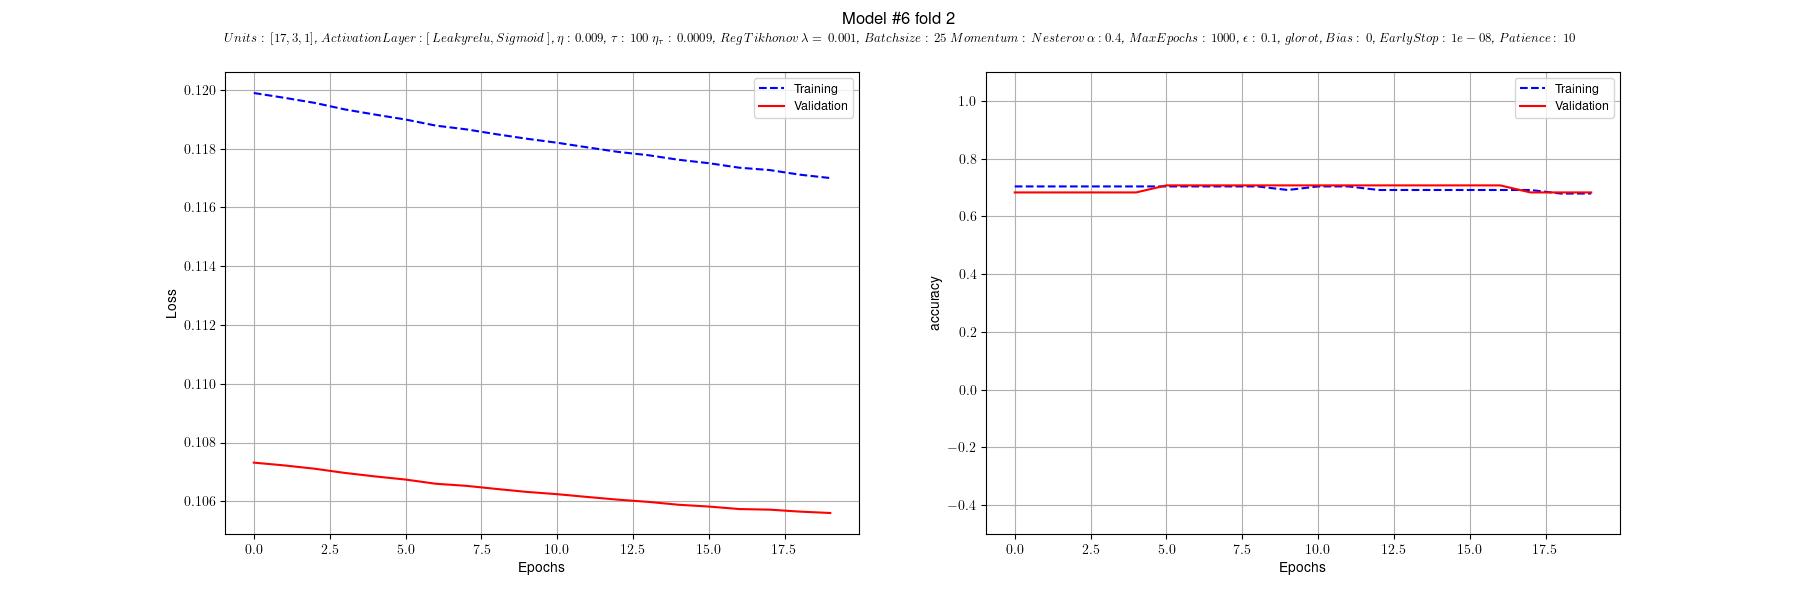 Model #6 fold 2
Units : [17, 3, 1], ActivationLayer : [ Leakyrelu, Sigmoid ], η : 0.009, τ : 100 ητ : 0.0009, RegTikhonov λ = 0.001, Batchsize : 25 Momentum : Nesterov α : 0.4, MaxEpochs : 1000, ϵ : 0.1, glorot, Bias : 0, EarlyStop : 1e − 08, Patience : 10
Training
Validation
0.120
0.118
0.116
0.114
0.112
0.110
0.108
0.106
Loss
0.0 2.5 5.0 7.5 10.0 12.5 15.0 17.5
Epochs
Training
Validation
1.0
0.8
0.6
0.4
0.2
0.0
−0.2
−0.4
accuracy
0.0 2.5 5.0 7.5 10.0 12.5 15.0 17.5
Epochs